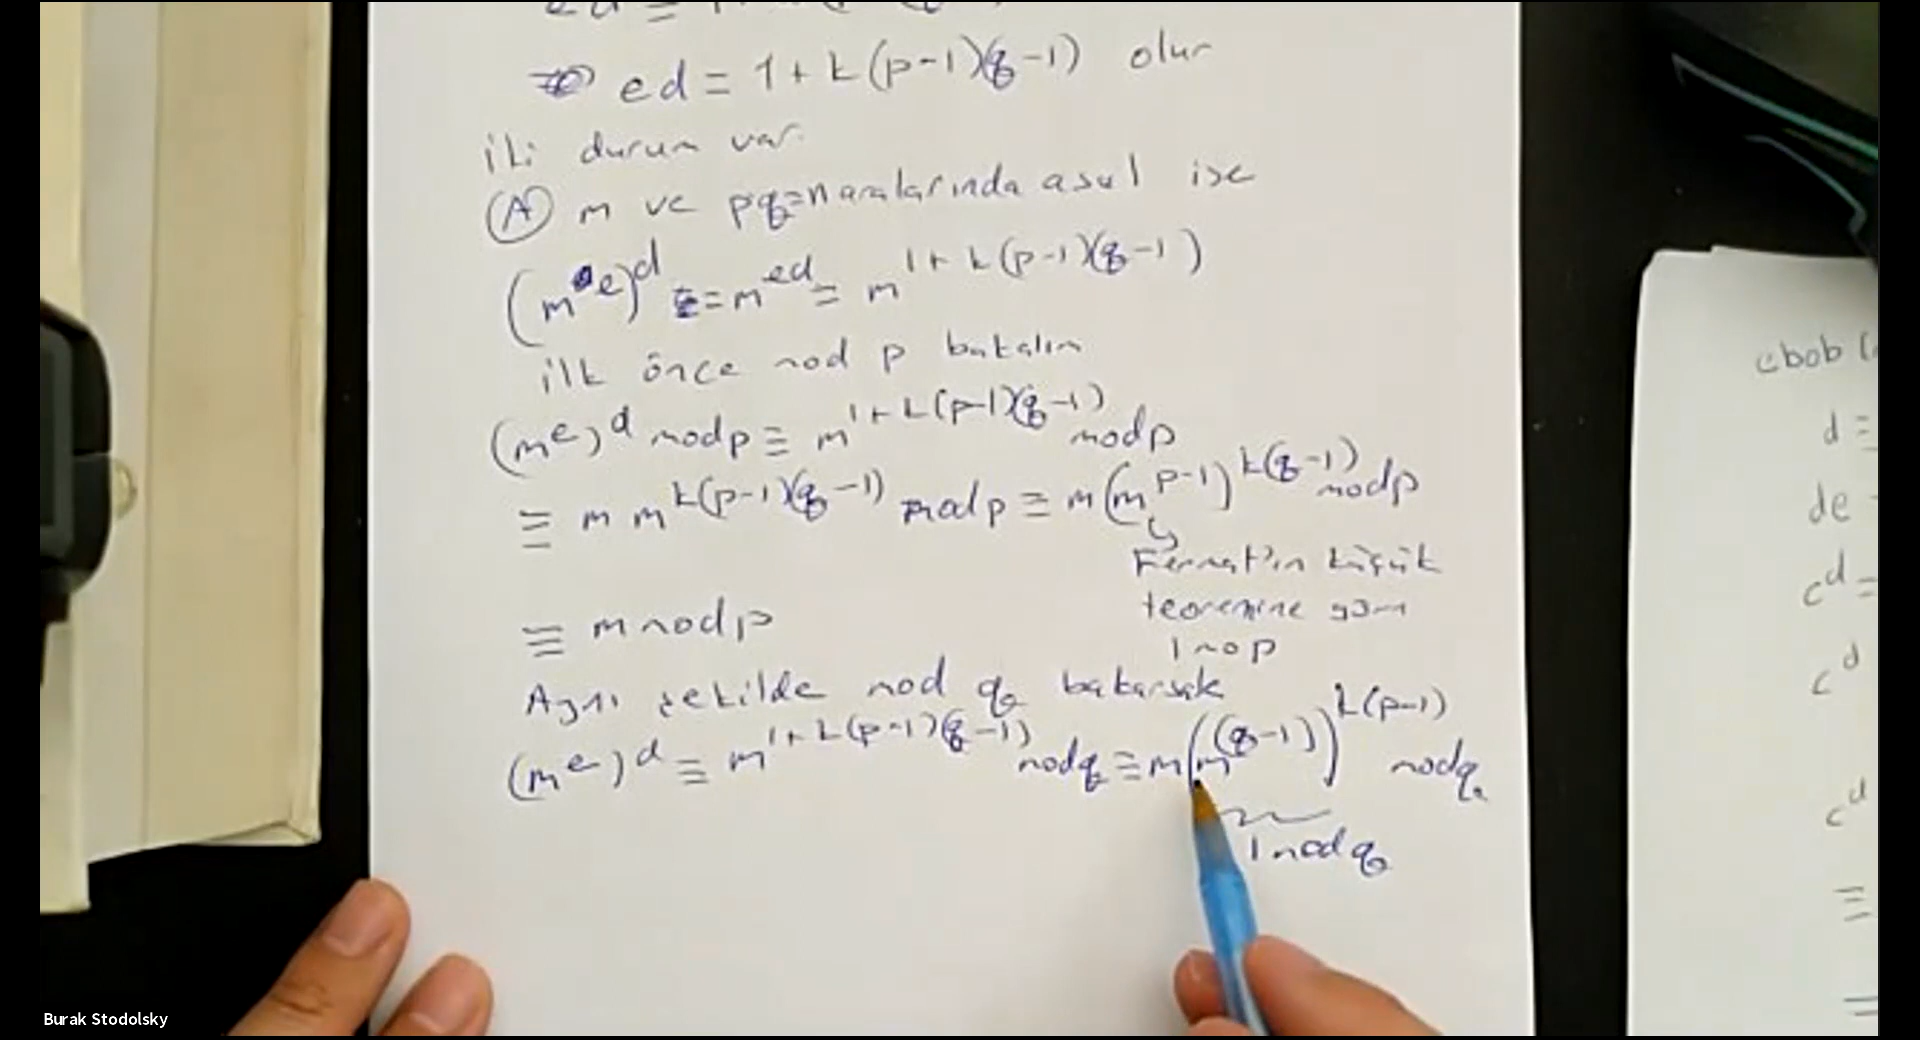 ⇒ ed = 1 + k(p-1)(q-1) olur
iki durum var
(A) m ve pq=n aralarında asal ise
(m^e)^d = m^ed = m^1+k(p-1)(q-1)
ilk önce mod p bakalım
(m^e)^d mod p ≡ m^1+k(p-1)(q-1) mod p
≡ m m^k(p-1)(q-1) mod p ≡ m(m^p-1)^k(q-1) mod p
↳
Fermat'ın küçük
teoremine göre
1 mo p
≡ m mod p
Aynı şekilde mod q bakarsak
(m^e)^d ≡ m^1+k(p-1)(q-1) mod q ≡ m(m^(q-1))^k(p-1) mod q
1 mod q
ebob (
d ≡
de
c^d =
c^d
c^d
≡
Burak Stodolsky